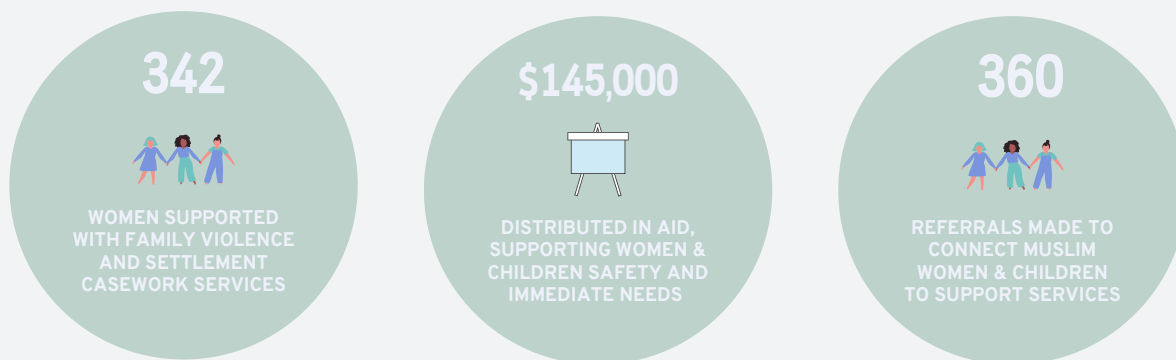 342
WOMEN SUPPORTED
WITH FAMILY VIOLENCE
AND SETTLEMENT
CASEWORK SERVICES
$145,000
DISTRIBUTED IN AID,
SUPPORTING WOMEN &
CHILDREN SAFETY AND
IMMEDIATE NEEDS
360
REFERRALS MADE TO
CONNECT MUSLIM
WOMEN & CHILDREN
TO SUPPORT SERVICES